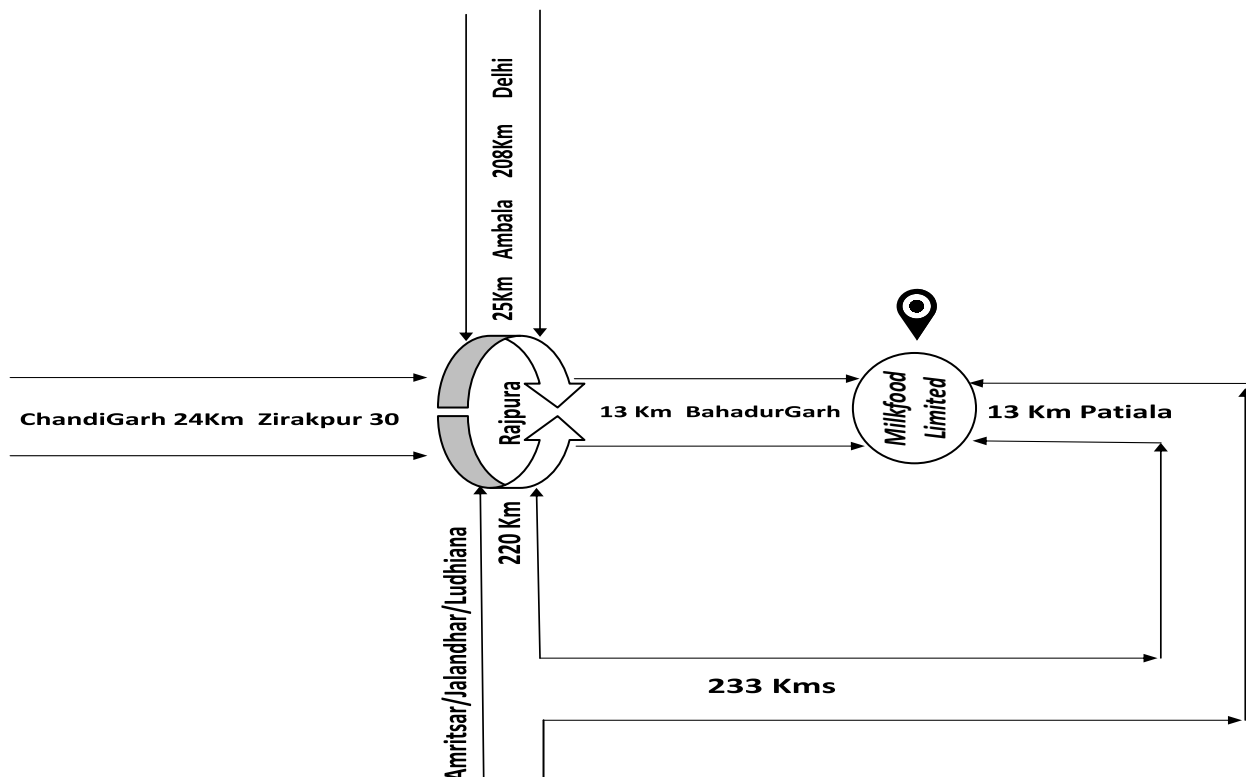 25Km Ambala 208Km Delhi
ChandiGarh 24Km Zirakpur 30
Rajpura
13 Km BahadurGarh
Milkfood
Limited
13 Km Patiala
220 Km
Amritsar/Jalandhar/Ludhiana
233 Kms